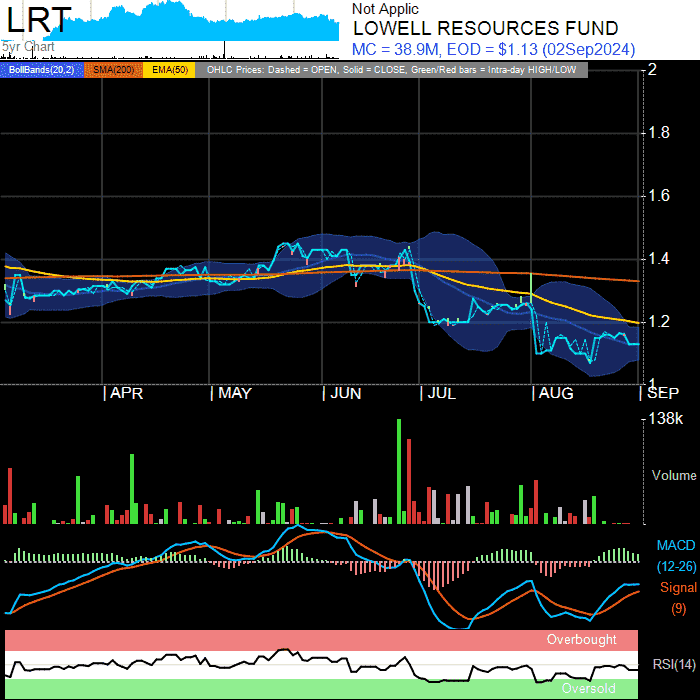 LRT
5yr Chart
Not Applic
LOWELL RESOURCES FUND
MC = 38.9M, EOD = $1.13 (02Sep2024)
BollBands(20,2) SMA(200) EMA(50) OHLC Prices: Dashed = OPEN, Solid = CLOSE, Green/Red bars = Intra-day HIGH/LOW
2
1.8
1.6
1.4
1.2
1
APR MAY JUN JUL AUG SEP
138k
Volume
MACD
(12-26)
Signal
(9)
Overbought
RSI(14)
Oversold